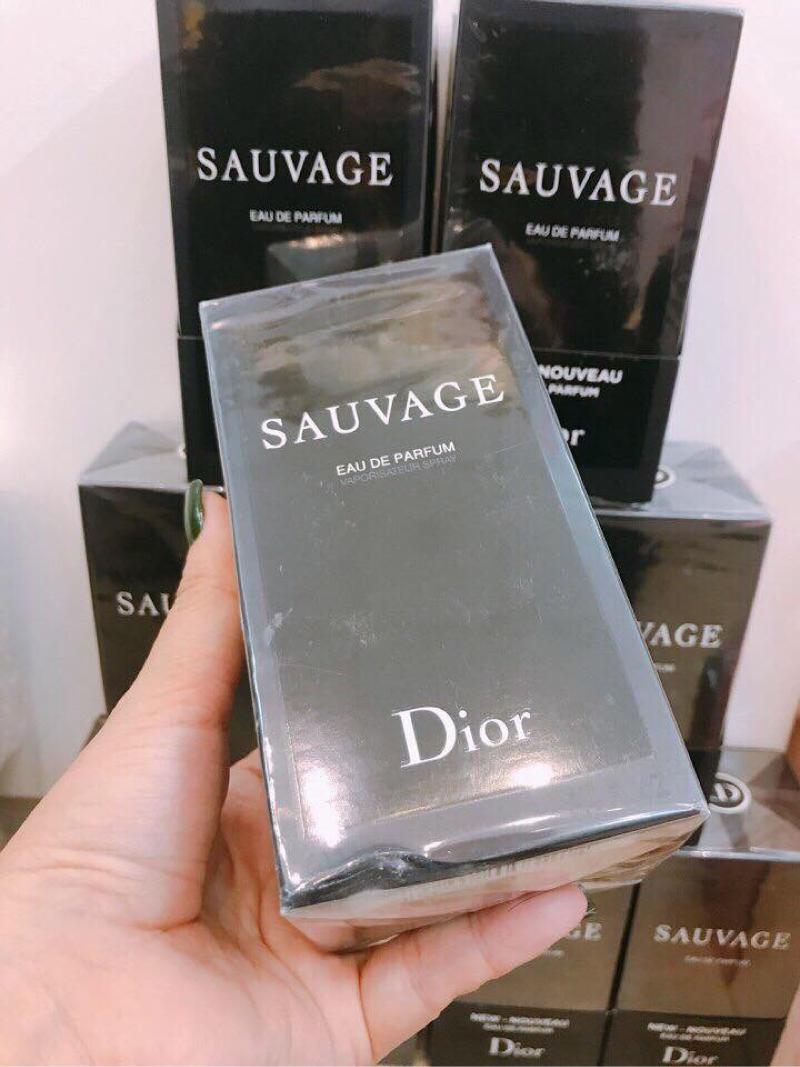 SAUVAGE
EAU DE PARFUM
SAUVAGE
EAU DE PARFUM
NOUVEAU
PARFUM
SAUVAGE
EAU DE PARFUM
VAPORISATEUR SPRAY
Dior
SAU
VAGE
SAUVAGE
EAU DE PARFUM
NEW - NOUVEAU
EAU DE PARFUM
Dior
NEW - NOUVEAU
EAU DE PARFUM
Dior